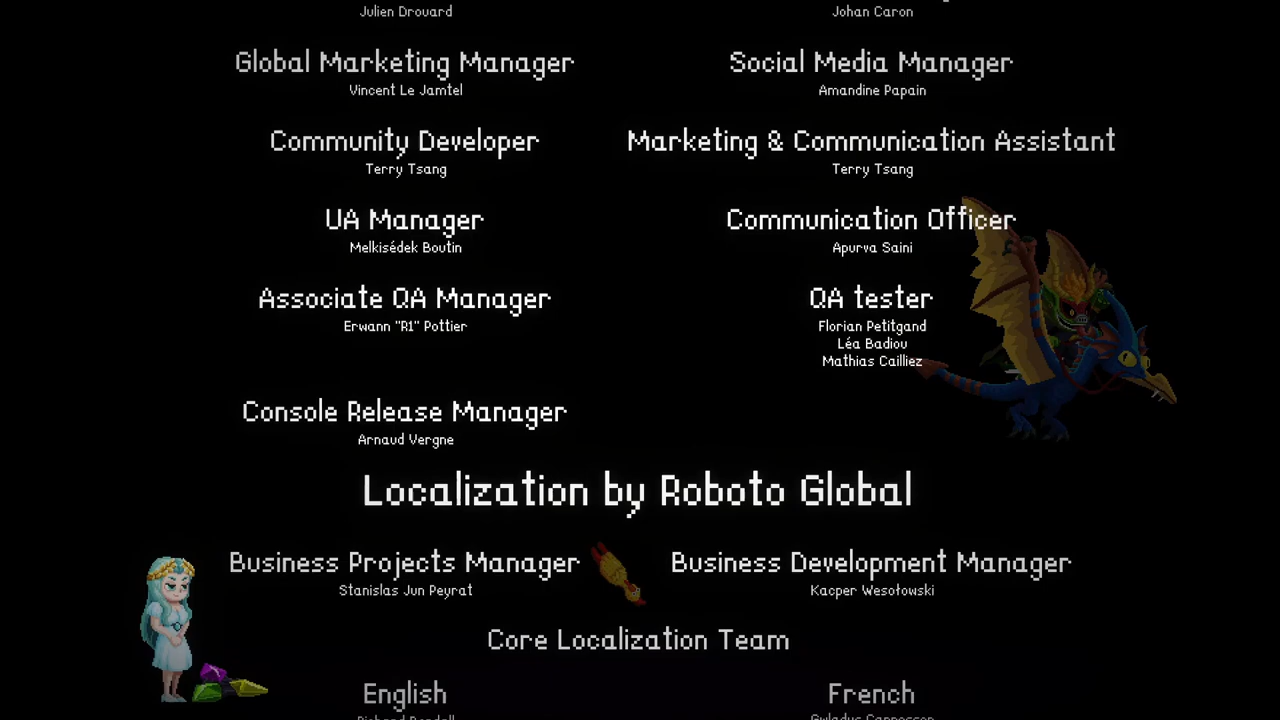 Julien Drouard
Johan Caron
Global Marketing Manager
Social Media Manager
Vincent Le Jamtel
Amandine Papain
Community Developer
Marketing & Communication Assistant
Terry Tsang
Terry Tsang
UA Manager
Communication Officer
Melkisédek Boutin
Apurva Saini
Associate QA Manager
QA tester
Erwann "R1" Pottier
Florian Petitgand
Léa Badiou
Mathias Cailliez
Console Release Manager
Arnaud Vergne
Localization by Roboto Global
Business Projects Manager
Business Development Manager
Stanislas Jun Peyrat
Kacper Wesołowski
Core Localization Team
English
French